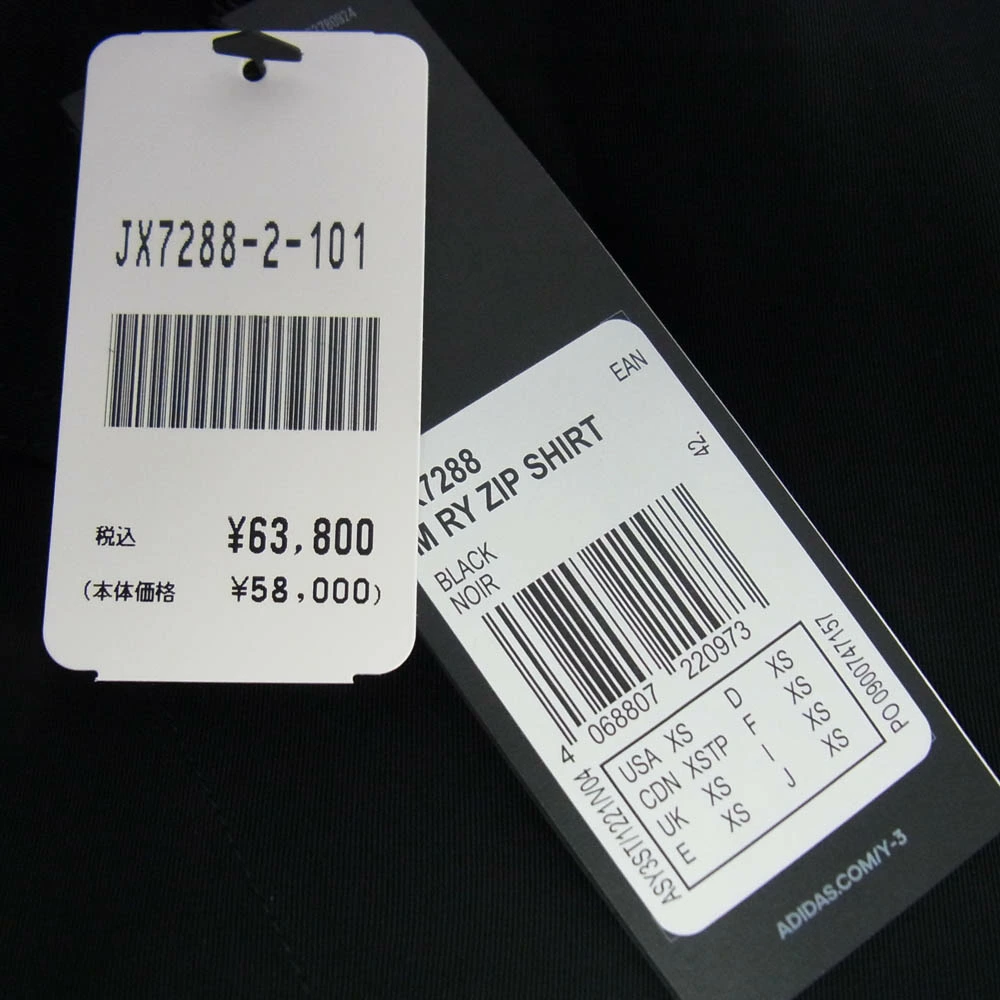 JX7288-2-101
税込 ¥63,800
(本体価格 ¥58,000)
EAN
42.
7288
M RY ZIP SHIRT
BLACK
NOIR
4 068807 220973
USA XS D XS
CDN XSTP F XS
UK XS I XS
E XS J XS
PO 0900747157
ASY3ST/1221/N04
ADIDAS.COM/Y-3